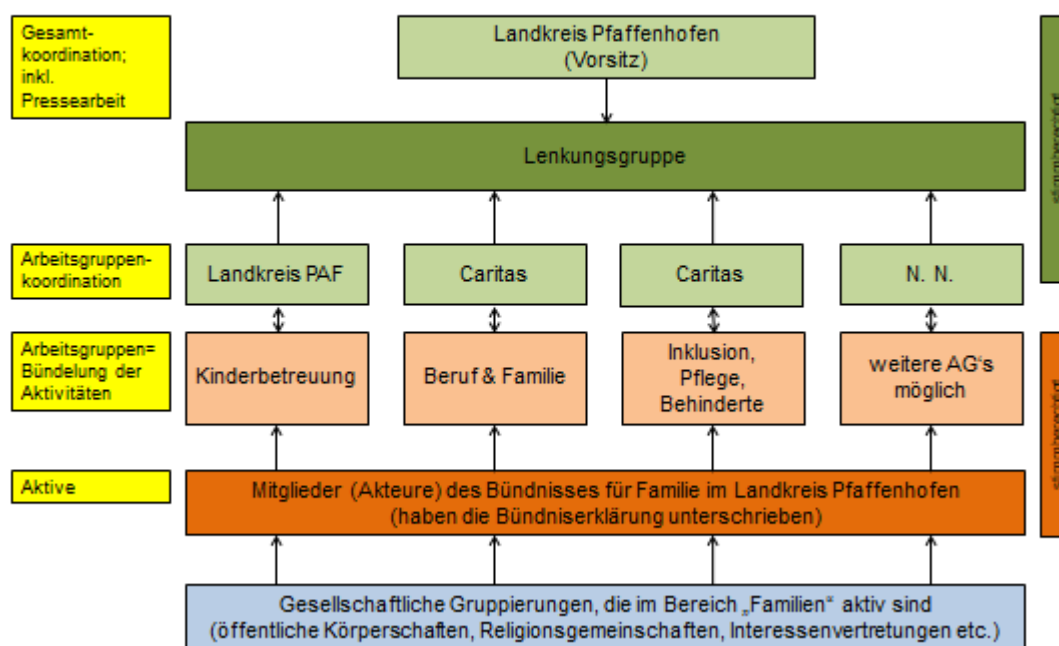 Gesamt-
koordination;
inkl.
Pressearbeit
Landkreis Pfaffenhofen
(Vorsitz)
Lenkungsgruppe
Arbeitsgruppen-
koordination
Landkreis PAF
Caritas
Caritas
N. N.
Arbeitsgruppen=
Bündelung der
Aktivitäten
Kinderbetreuung
Beruf & Familie
Inklusion,
Pflege,
Behinderte
weitere AG's
möglich
Aktive
Mitglieder (Akteure) des Bündnisses für Familie im Landkreis Pfaffenhofen
(haben die Bündniserklärung unterschrieben)
Gesellschaftliche Gruppierungen, die im Bereich „Familien“ aktiv sind
(öffentliche Körperschaften, Religionsgemeinschaften, Interessenvertretungen etc.)